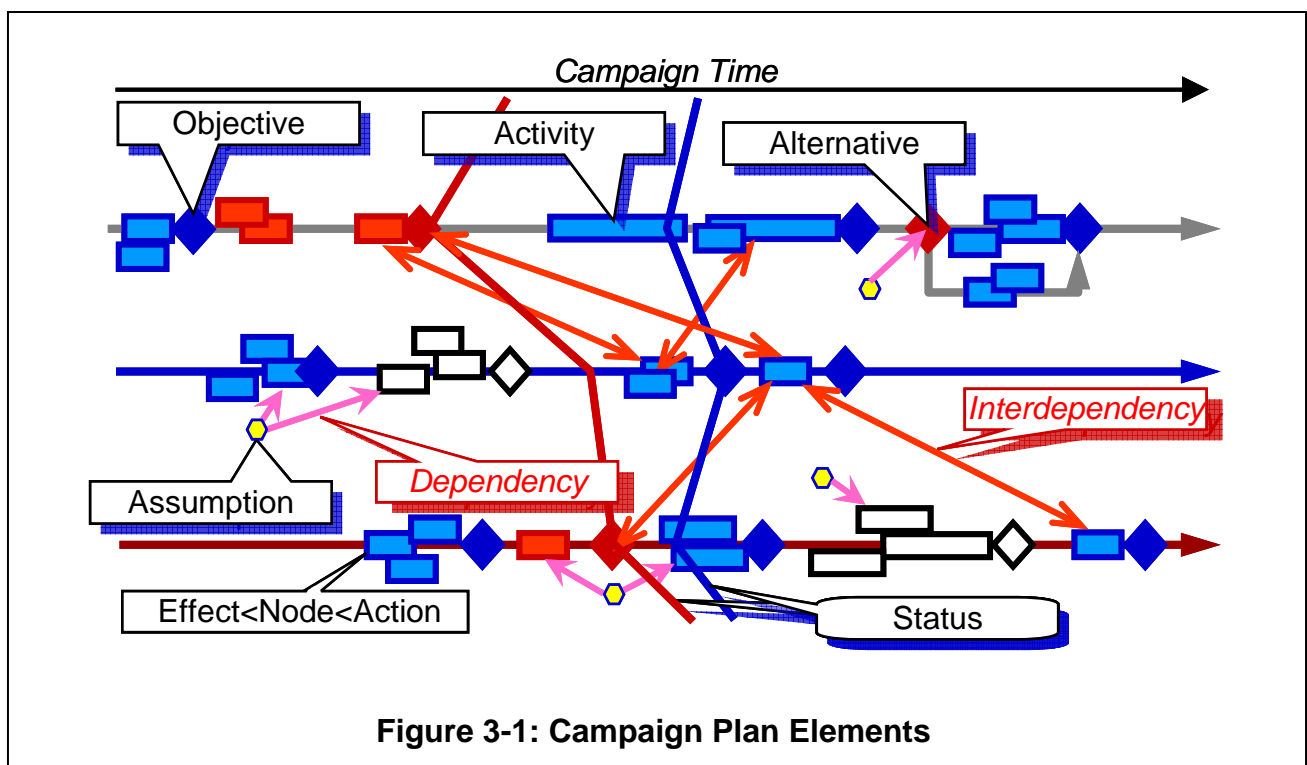 Campaign Time
Objective
Activity
Alternative
Interdependency
Dependency
Assumption
Effect<Node<Action
Status
Figure 3-1: Campaign Plan Elements